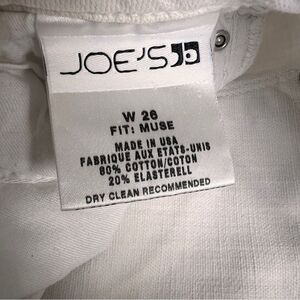 JOE'S
W 26
FIT: MUSE
MADE IN USA
FABRIQUE AUX ETATS-UNIS
80% COTTON/COTON
20% ELASTERELL
DRY CLEAN RECOMMENDED